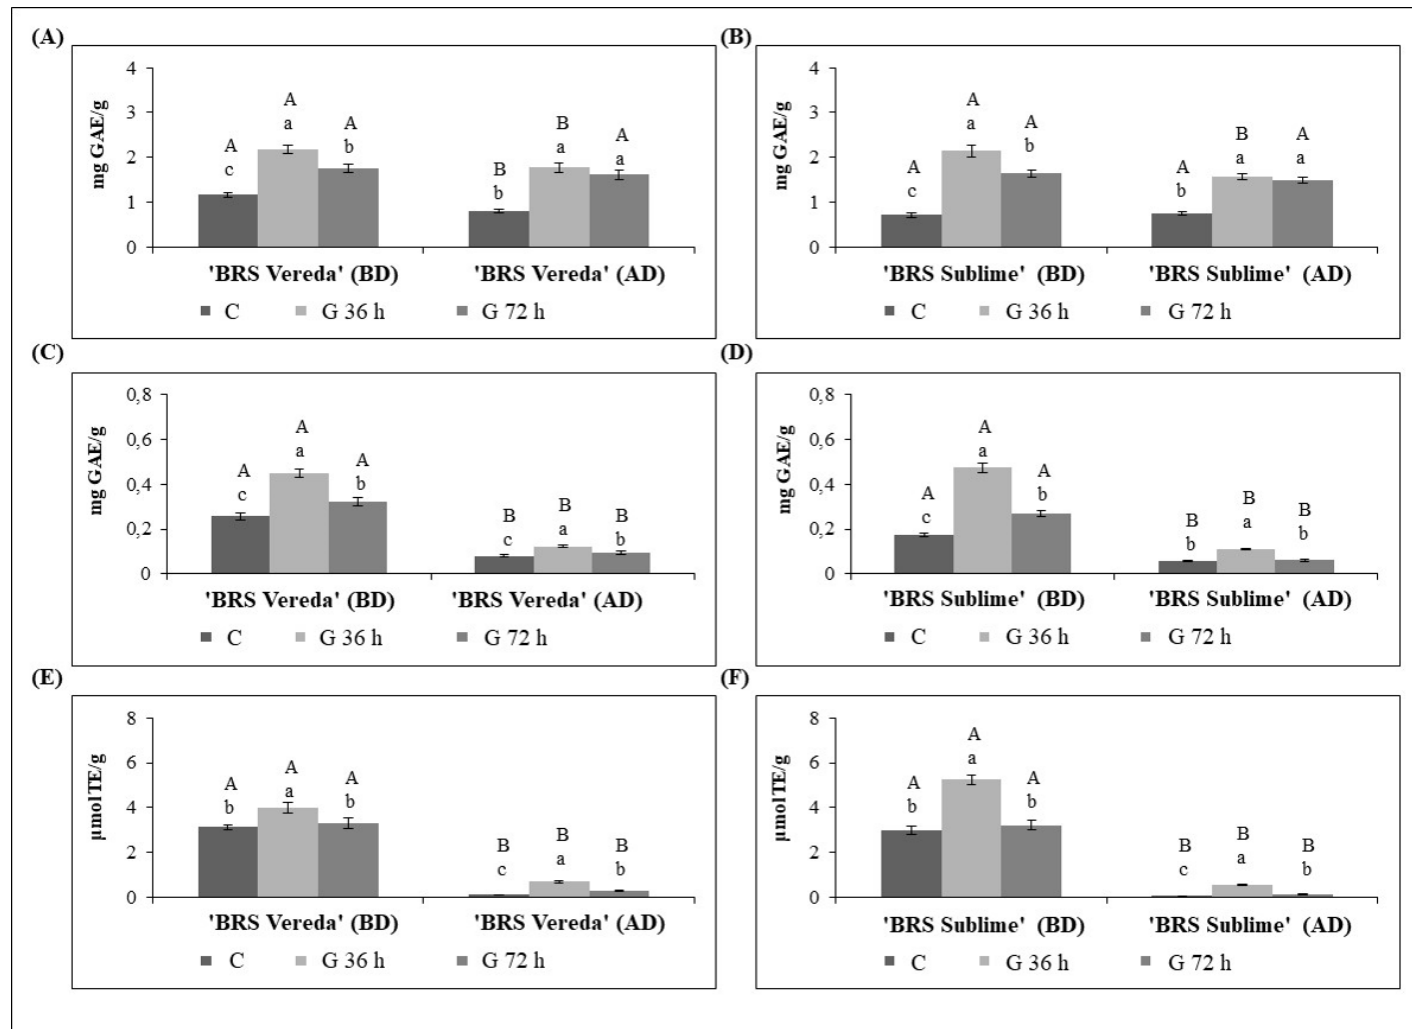 (A)
mg GAE/g
4
3
2
1
0
A
c
A
a
A
b
B
b
B
a
A
a
'BRS Vereda' (BD)
'BRS Vereda' (AD)
C
G 36 h
G 72 h
(B)
mg GAE/g
4
3
2
1
0
A
c
A
a
A
b
A
b
B
a
A
a
'BRS Sublime' (BD)
'BRS Sublime' (AD)
C
G 36 h
G 72 h
(C)
mg GAE/g
0,8
0,6
0,4
0,2
0
A
c
A
a
A
b
B
c
B
a
B
b
'BRS Vereda' (BD)
'BRS Vereda' (AD)
C
G 36 h
G 72 h
(D)
mg GAE/g
0,8
0,6
0,4
0,2
0
A
c
A
a
A
b
B
b
B
a
B
b
'BRS Sublime' (BD)
'BRS Sublime' (AD)
C
G 36 h
G 72 h
(E)
µmol TE/g
8
6
4
2
0
A
b
A
a
A
b
B
c
B
a
B
b
'BRS Vereda' (BD)
'BRS Vereda' (AD)
C
G 36 h
G 72 h
(F)
µmol TE/g
8
6
4
2
0
A
b
A
a
A
b
B
c
B
a
B
b
'BRS Sublime' (BD)
'BRS Sublime' (AD)
C
G 36 h
G 72 h